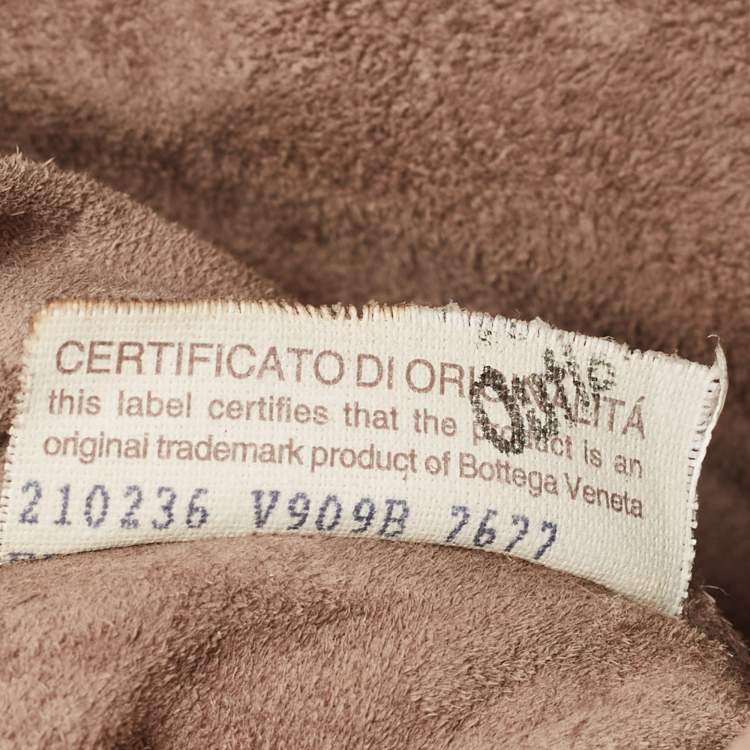 CERTIFICATO DI ORIGINALITÁ
this label certifies that the product is an
original trademark product of Bottega Veneta
210236 V909B 7677